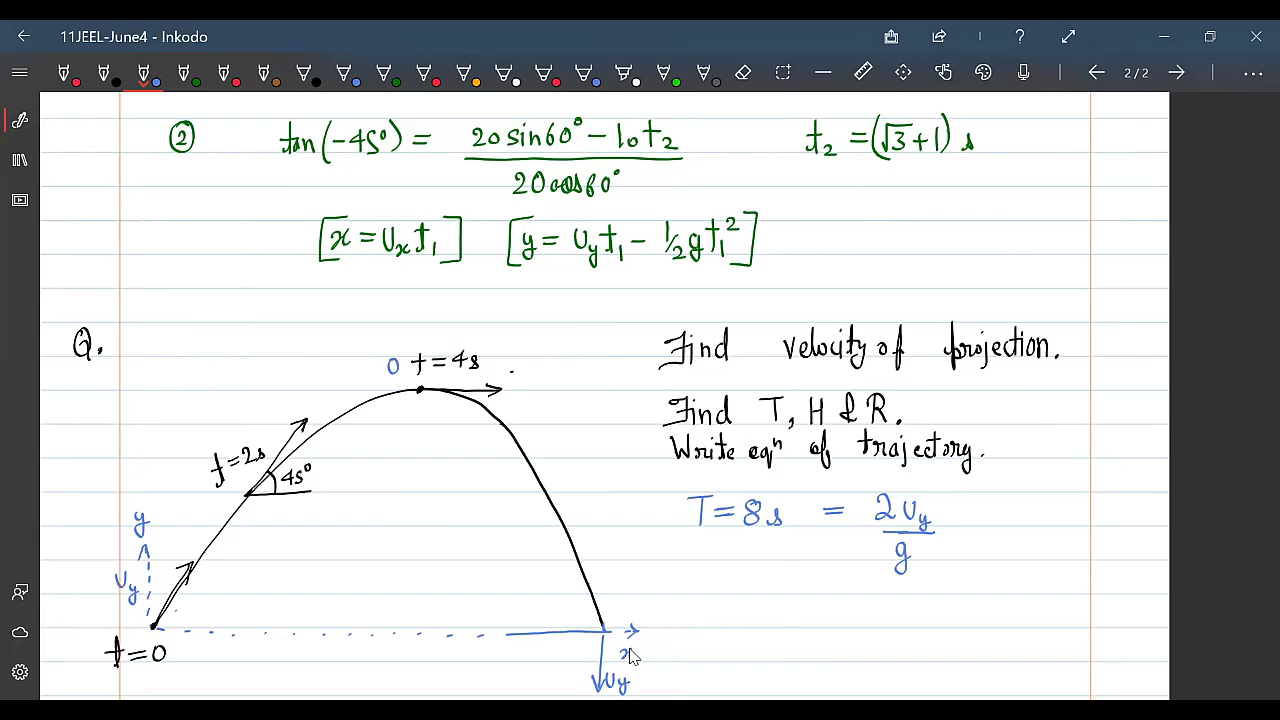 11JEEL-June4 - Inkodo
2/2
② tan(-45°) = 20 sin60° - 10t₂ / 20cos60° t₂ = (√3+1) s
[x = Uₓt₁] [y = U_yt₁ - ½gt₁²]
Q.
Find velocity of projection.
0 t=4s .
Find T, H & R.
Write eqⁿ of trajectory.
t=2s
45°
T = 8s = 2U_y / g
y
U_y
t=0
x
U_y